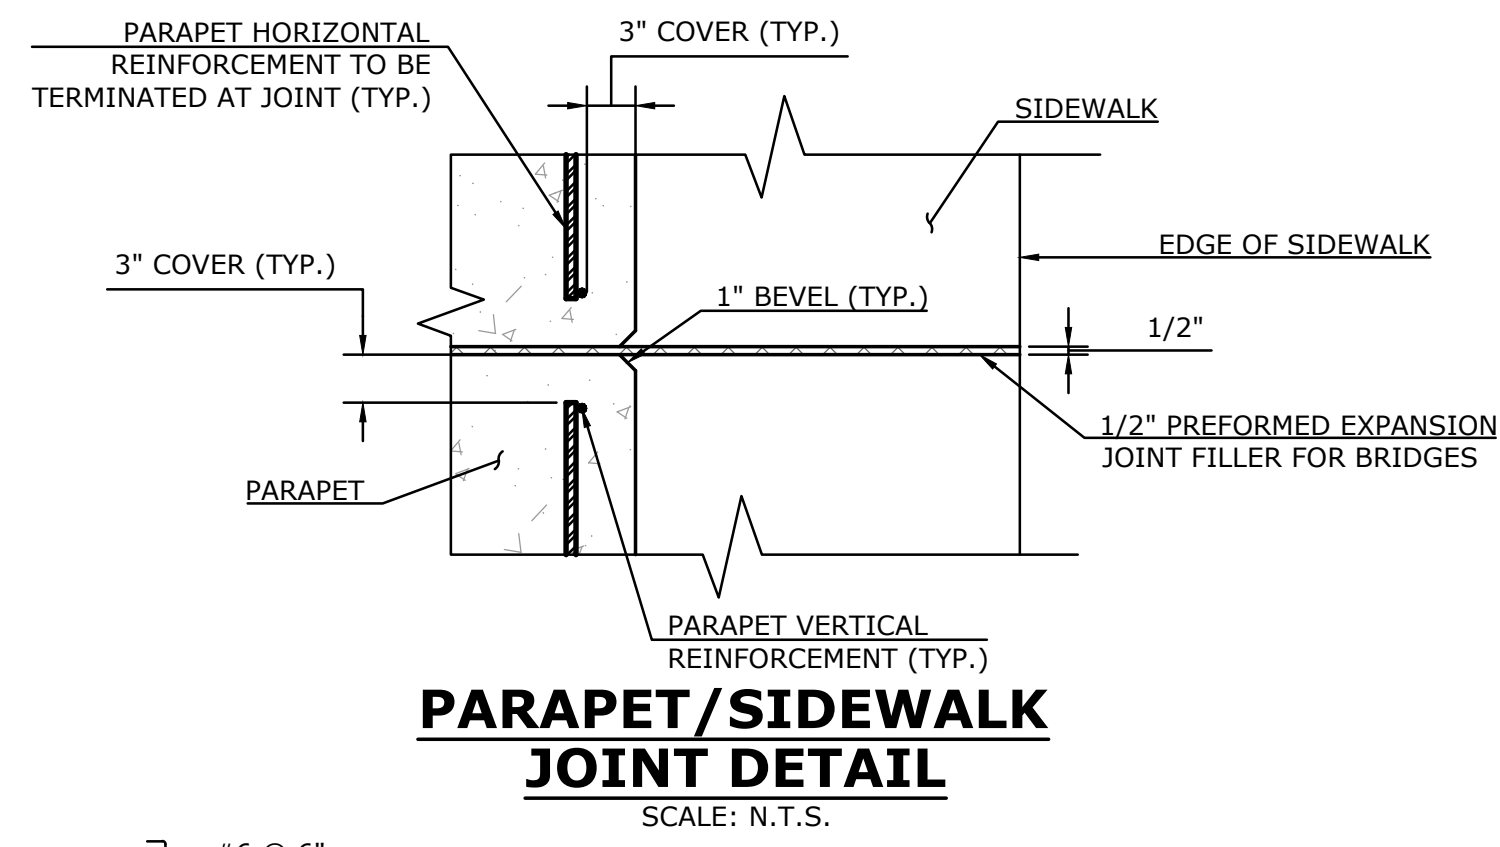 PARAPET HORIZONTAL
REINFORCEMENT TO BE
TERMINATED AT JOINT (TYP.)
3" COVER (TYP.)
SIDEWALK
EDGE OF SIDEWALK
3" COVER (TYP.)
1" BEVEL (TYP.)
1/2"
1/2" PREFORMED EXPANSION
JOINT FILLER FOR BRIDGES
PARAPET
PARAPET VERTICAL
REINFORCEMENT (TYP.)
PARAPET/SIDEWALK
JOINT DETAIL
SCALE: N.T.S.
#6 @ 6"